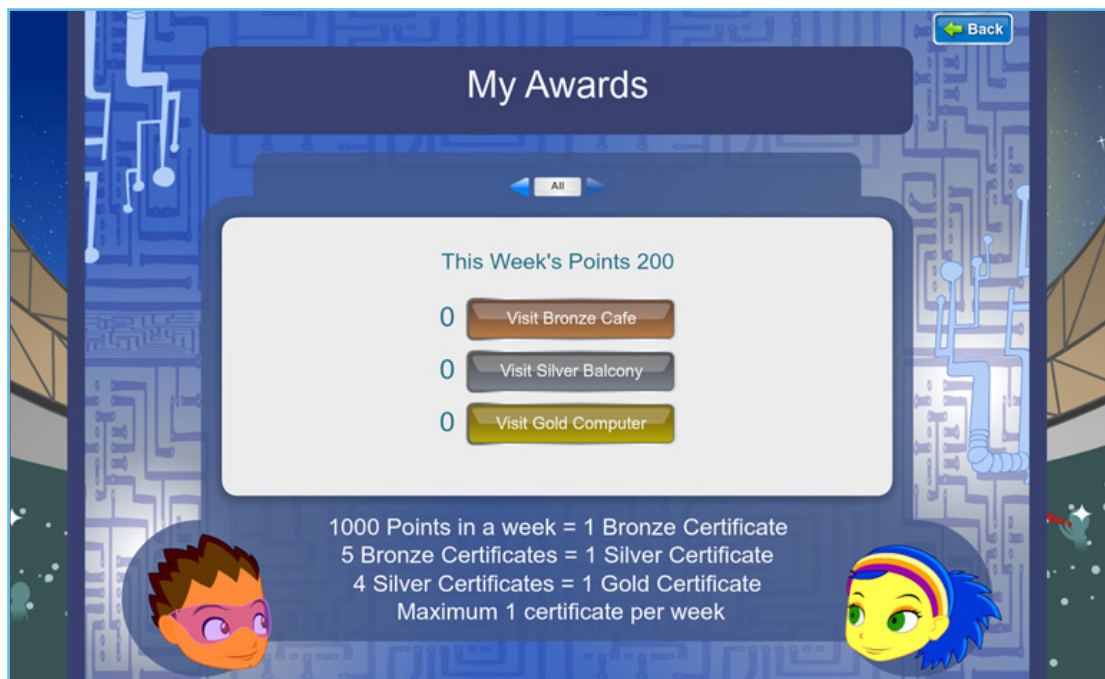 Back
My Awards
All
This Week's Points 200
0 Visit Bronze Cafe
0 Visit Silver Balcony
0 Visit Gold Computer
1000 Points in a week = 1 Bronze Certificate
5 Bronze Certificates = 1 Silver Certificate
4 Silver Certificates = 1 Gold Certificate
Maximum 1 certificate per week